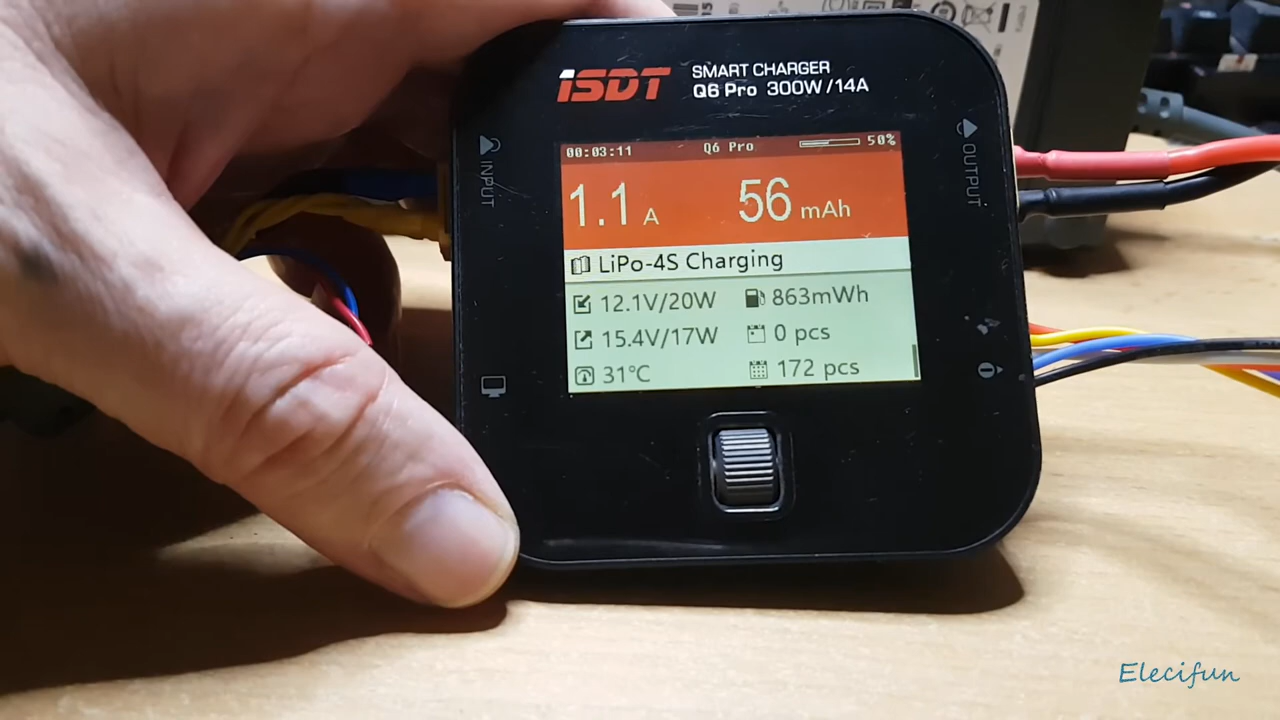 iSDT
SMART CHARGER
Q6 Pro 300W/14A
INPUT
OUTPUT
00:03:11 Q6 Pro 50%
1.1 A 56 mAh
LiPo-4S Charging
12.1V/20W 863mWh
15.4V/17W 0 pcs
31°C 172 pcs
Elecifun